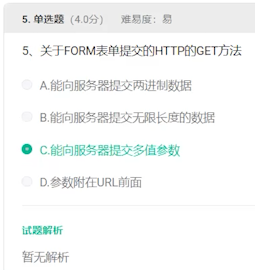 5. 单选题 (4.0分) 难易度：易
5、关于FORM表单提交的HTTP的GET方法
A.能向服务器提交两进制数据
B.能向服务器提交无限长度的数据
C.能向服务器提交多值参数
D.参数附在URL前面
试题解析
暂无解析